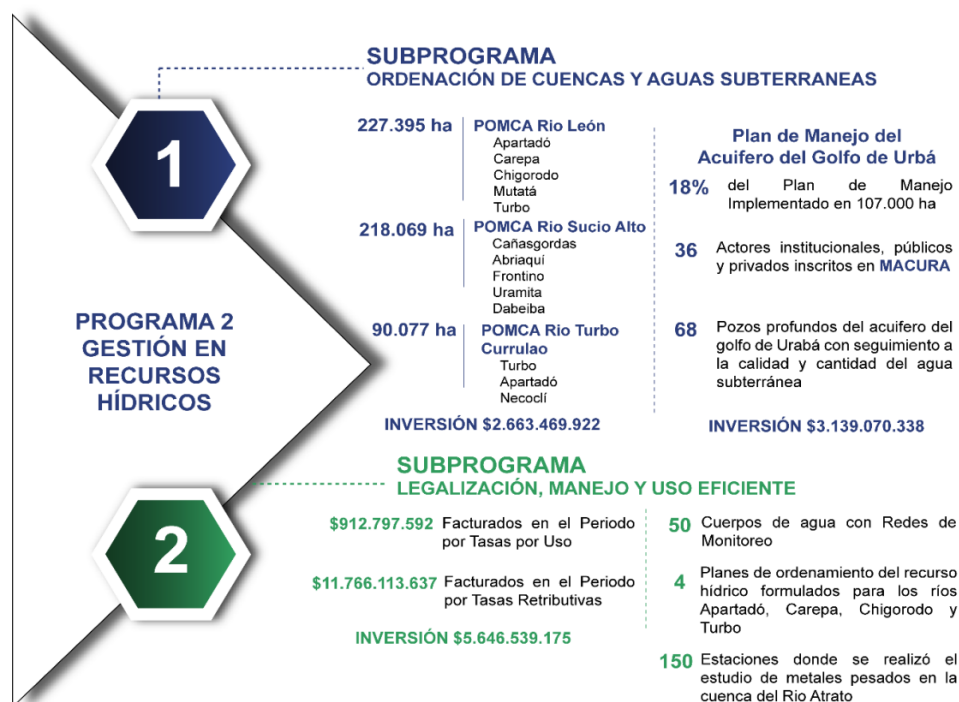 SUBPROGRAMA
ORDENACIÓN DE CUENCAS Y AGUAS SUBTERRANEAS
1
227.395 ha
POMCA Rio León
Apartadó
Carepa
Chigorodo
Mutatá
Turbo
218.069 ha
POMCA Rio Sucio Alto
Cañasgordas
Abriaquí
Frontino
Uramita
Dabeiba
90.077 ha
POMCA Rio Turbo
Currulao
Turbo
Apartadó
Necoclí
INVERSIÓN $2.663.469.922
Plan de Manejo del
Acuifero del Golfo de Urbá
18% del Plan de Manejo
Implementado en 107.000 ha
36 Actores institucionales, públicos
y privados inscritos en MACURA
68 Pozos profundos del acuifero del
golfo de Urabá con seguimiento a
la calidad y cantidad del agua
subterránea
INVERSIÓN $3.139.070.338
PROGRAMA 2
GESTIÓN EN
RECURSOS
HÍDRICOS
SUBPROGRAMA
LEGALIZACIÓN, MANEJO Y USO EFICIENTE
2
$912.797.592 Facturados en el Periodo
por Tasas por Uso
$11.766.113.637 Facturados en el Periodo
por Tasas Retributivas
INVERSIÓN $5.646.539.175
50 Cuerpos de agua con Redes de
Monitoreo
4 Planes de ordenamiento del recurso
hídrico formulados para los ríos
Apartadó, Carepa, Chigorodo y
Turbo
150 Estaciones donde se realizó el
estudio de metales pesados en la
cuenca del Rio Atrato